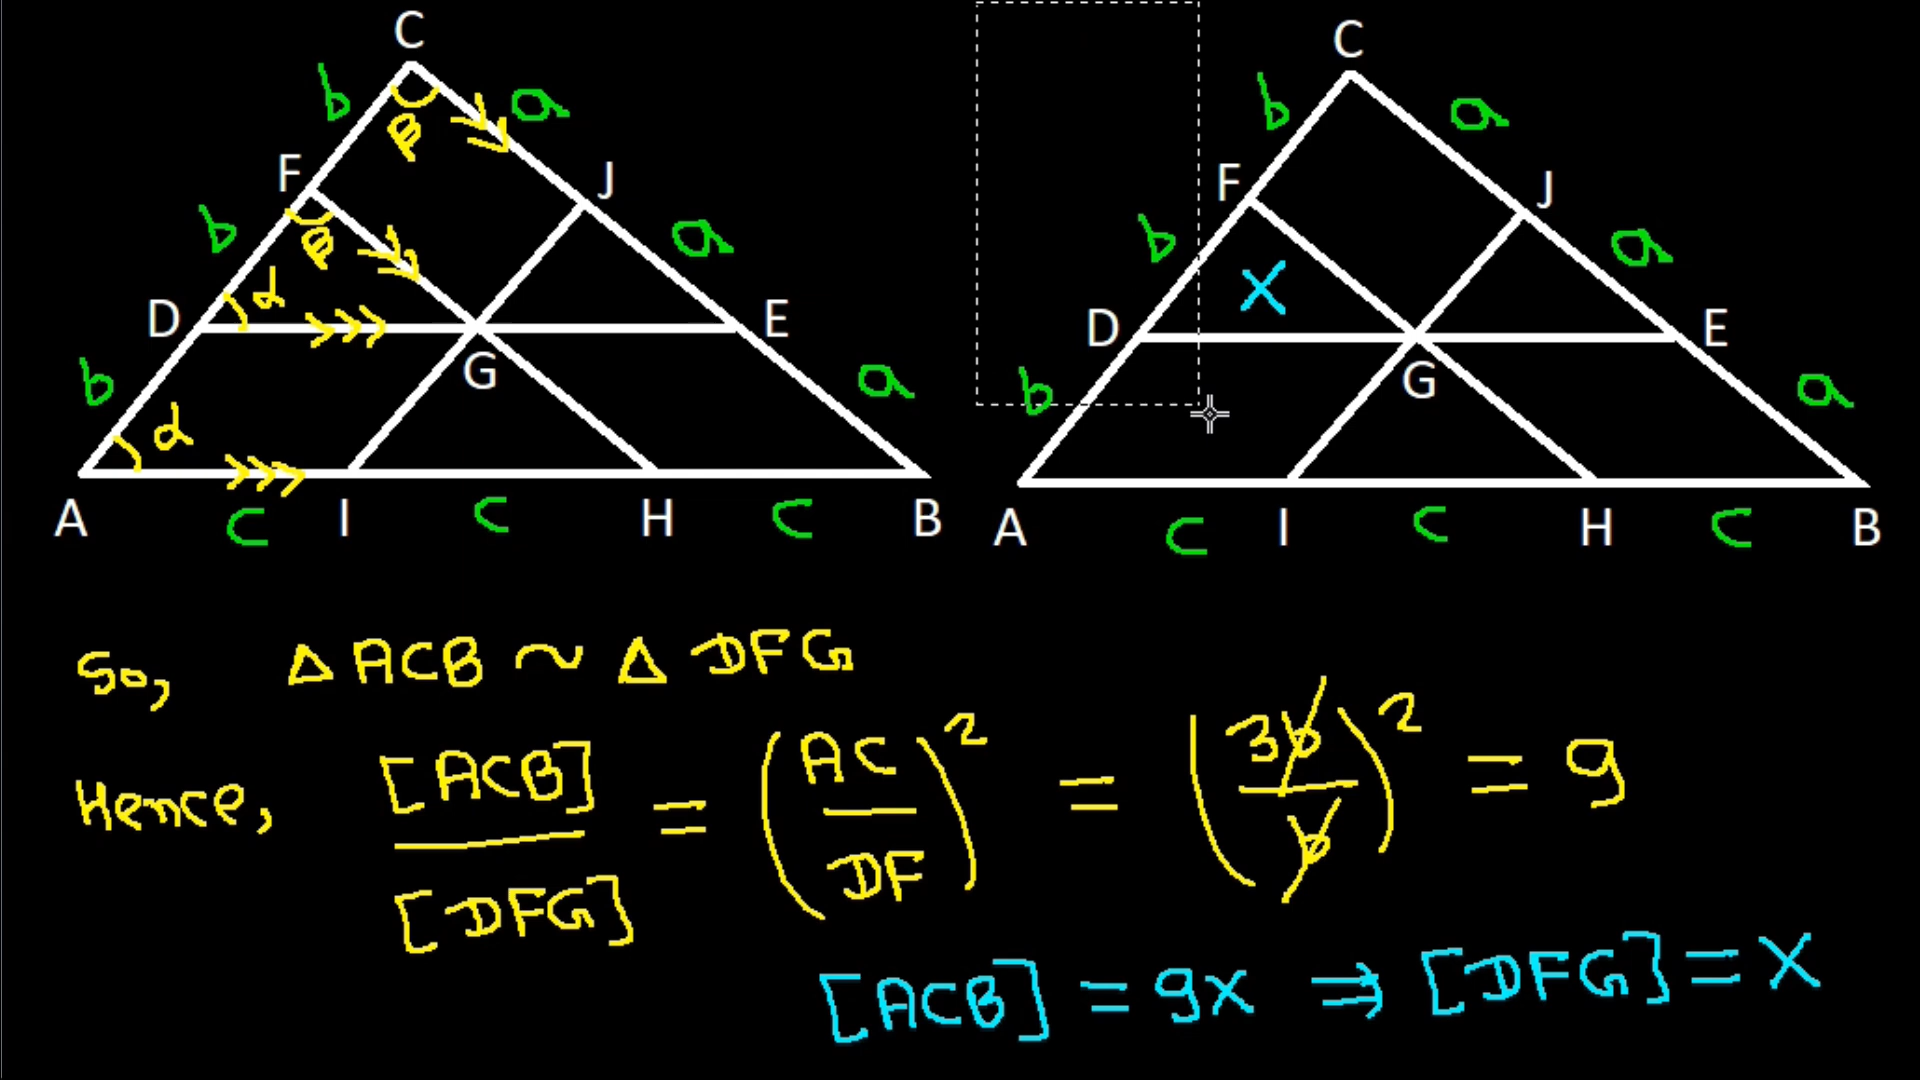 C
b a
β
F J
b β a
α
D E
G
b a
α
A I H B
c c c
C
b a
F J
b a
X
D E
G
b a
A I H B
c c c
So, Δ ACB ~ Δ DFG
Hence, [ACB] / [DFG] = (AC / DF)² = (3b / b)² = 9
[ACB] = 9X ⇒ [DFG] = X